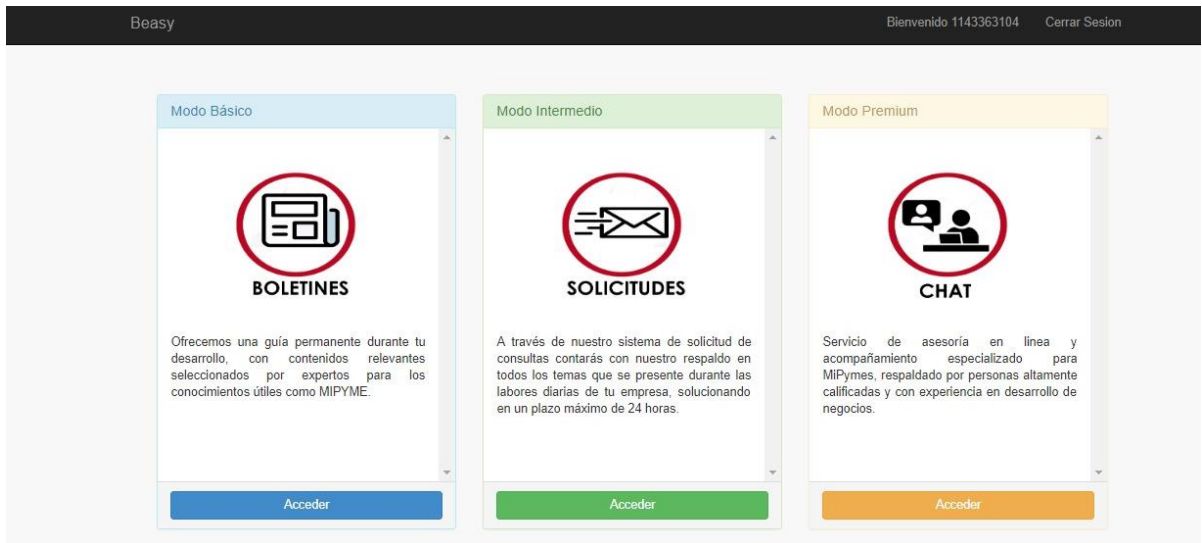 Beasy
Bienvenido 1143363104
Cerrar Sesion
Modo Básico
BOLETINES
Ofrecemos una guía permanente durante tu
desarrollo, con contenidos relevantes
seleccionados por expertos para los
conocimientos útiles como MIPYME.
Acceder
Modo Intermedio
SOLICITUDES
A través de nuestro sistema de solicitud de
consultas contarás con nuestro respaldo en
todos los temas que se presente durante las
labores diarias de tu empresa, solucionando
en un plazo máximo de 24 horas.
Acceder
Modo Premium
CHAT
Servicio de asesoría en linea y
acompañamiento especializado para
MiPymes, respaldado por personas altamente
calificadas y con experiencia en desarrollo de
negocios.
Acceder